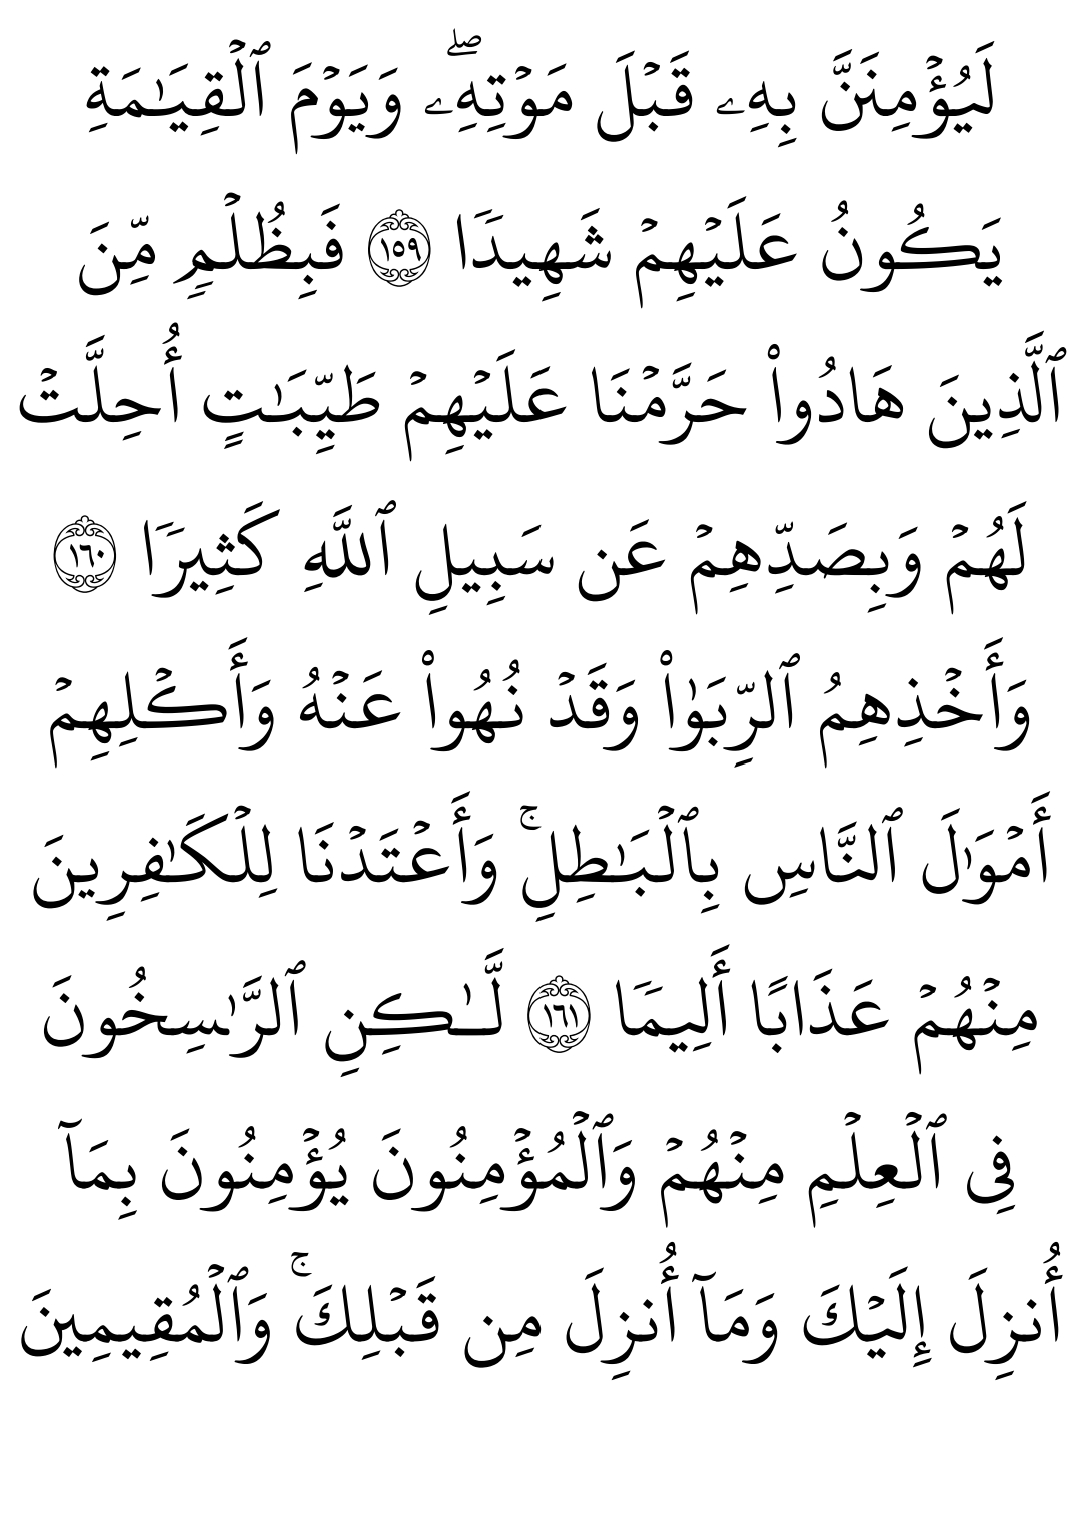 لَيُؤۡمِنَنَّ بِهِۦ قَبۡلَ مَوۡتِهِۦۖ وَيَوۡمَ ٱلۡقِيَٰمَةِ
يَكُونُ عَلَيۡهِمۡ شَهِيدٗا ١٥٩ فَبِظُلۡمٖ مِّنَ
ٱلَّذِينَ هَادُواْ حَرَّمۡنَا عَلَيۡهِمۡ طَيِّبَٰتٍ أُحِلَّتۡ
لَهُمۡ وَبِصَدِّهِمۡ عَن سَبِيلِ ٱللَّهِ كَثِيرٗا ١٦٠
وَأَخۡذِهِمُ ٱلرِّبَوٰاْ وَقَدۡ نُهُواْ عَنۡهُ وَأَكۡلِهِمۡ
أَمۡوَٰلَ ٱلنَّاسِ بِٱلۡبَٰطِلِۚ وَأَعۡتَدۡنَا لِلۡكَٰفِرِينَ
مِنۡهُمۡ عَذَابًا أَلِيمٗا ١٦١ لَّٰكِنِ ٱلرَّٰسِخُونَ
فِي ٱلۡعِلۡمِ مِنۡهُمۡ وَٱلۡمُؤۡمِنُونَ يُؤۡمِنُونَ بِمَآ
أُنزِلَ إِلَيۡكَ وَمَآ أُنزِلَ مِن قَبۡلِكَۚ وَٱلۡمُقِيمِينَ